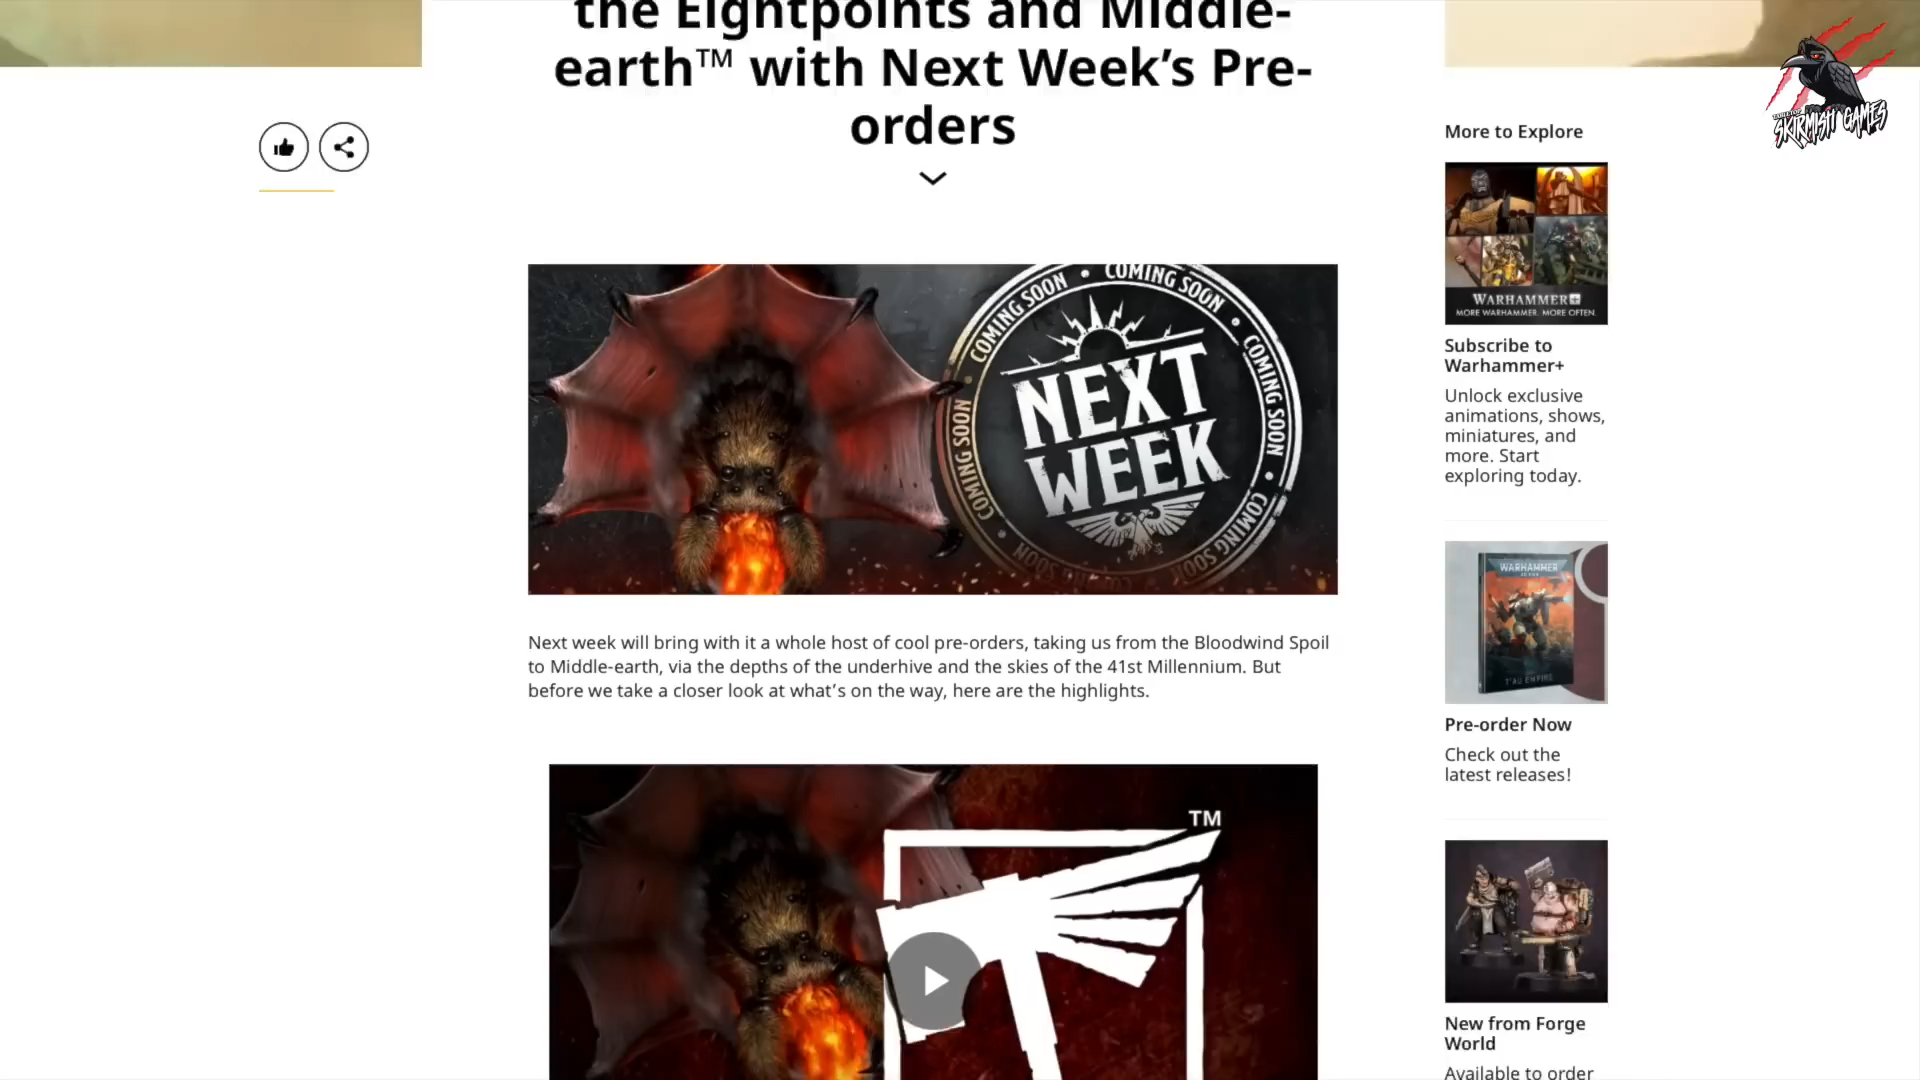 the Eightpoints and Middle-
earth™ with Next Week's Pre-
orders
SKIRMISH GAMES
More to Explore
COMING SOON • COMING SOON • COMING SOON • COMING SOON
NEXT
WEEK
WARHAMMER+
MORE WARHAMMER. MORE OFTEN.
Subscribe to
Warhammer+
Unlock exclusive
animations, shows,
miniatures, and
more. Start
exploring today.
WARHAMMER
T'AU EMPIRE
Next week will bring with it a whole host of cool pre-orders, taking us from the Bloodwind Spoil
to Middle-earth, via the depths of the underhive and the skies of the 41st Millennium. But
before we take a closer look at what's on the way, here are the highlights.
Pre-order Now
Check out the
latest releases!
TM
New from Forge
World
Available to order